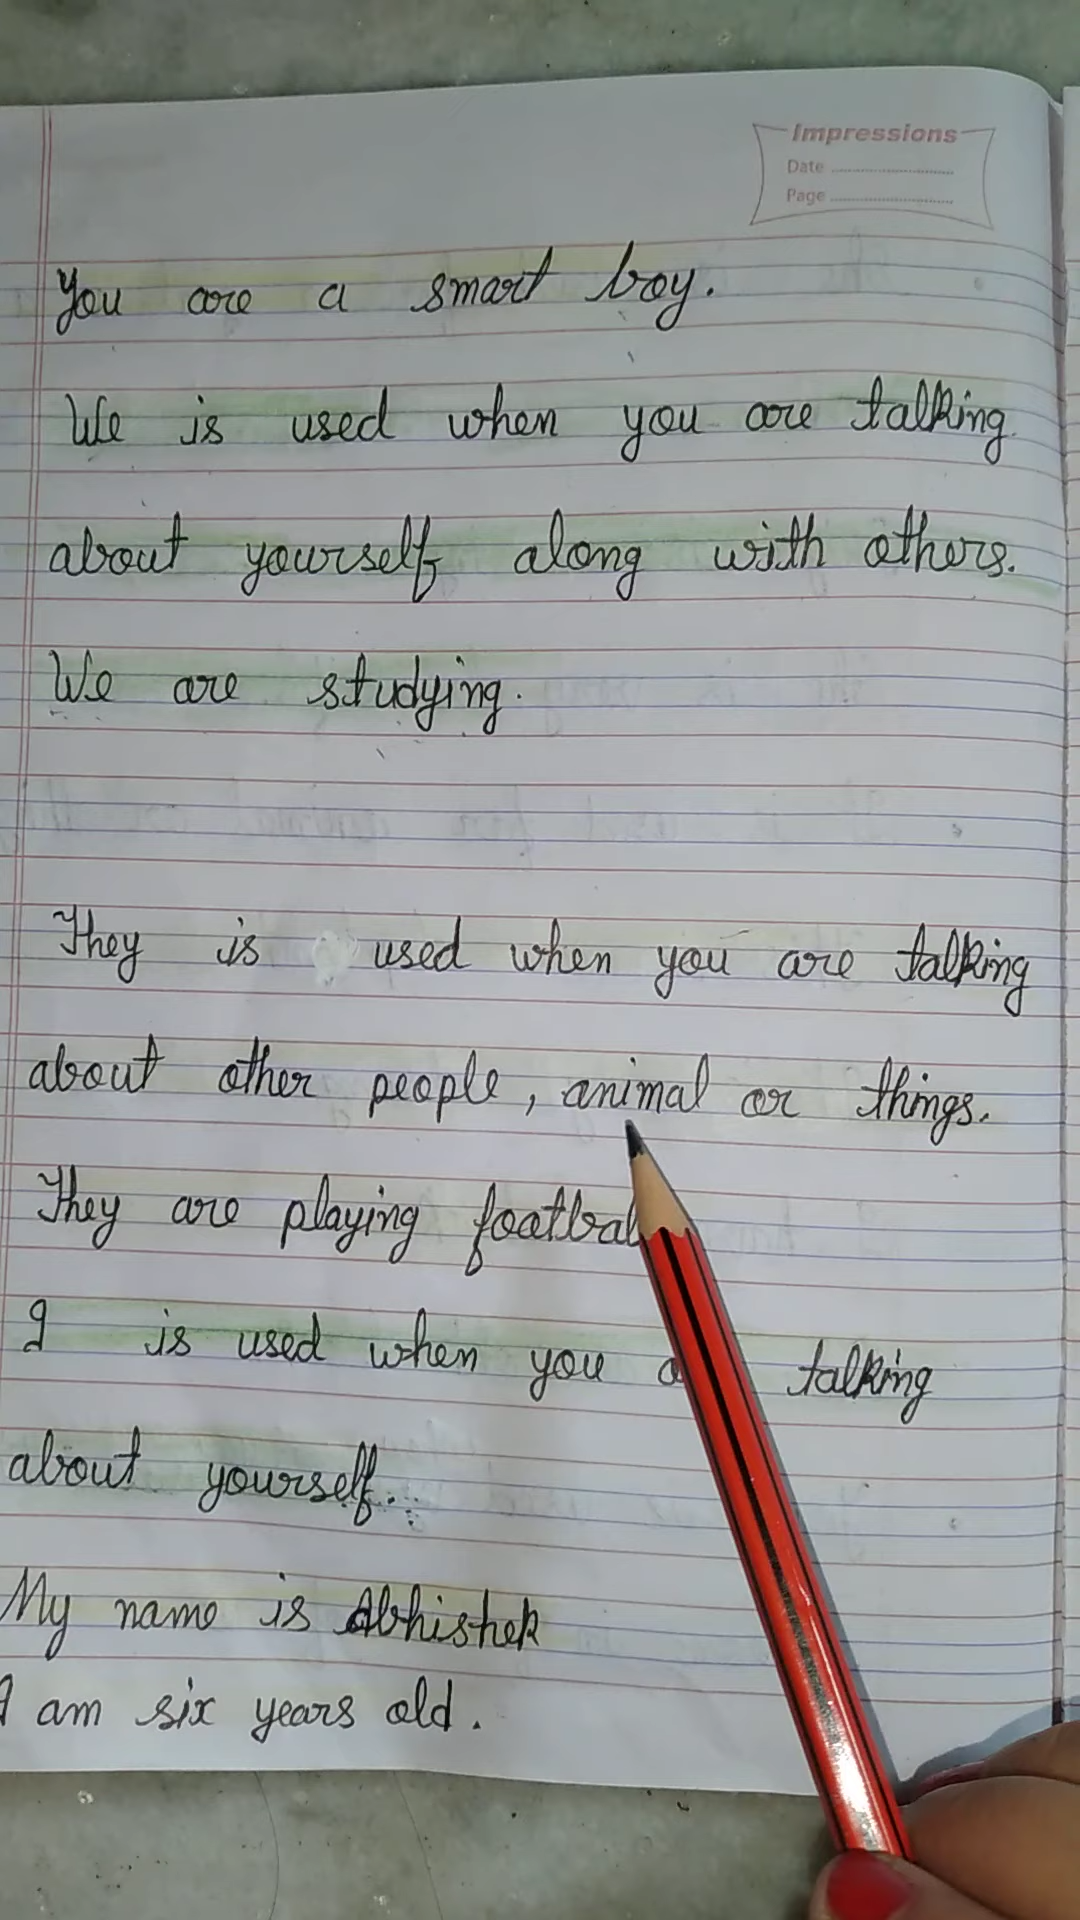 Impressions
Date
Page
You are a smart boy.
We is used when you are talking
about yourself along with others.
We are studying.
They is used when you are talking
about other people, animal or things.
They are playing footbal
I is used when you a talking
about yourself.
My name is Abhishek
I am six years old.